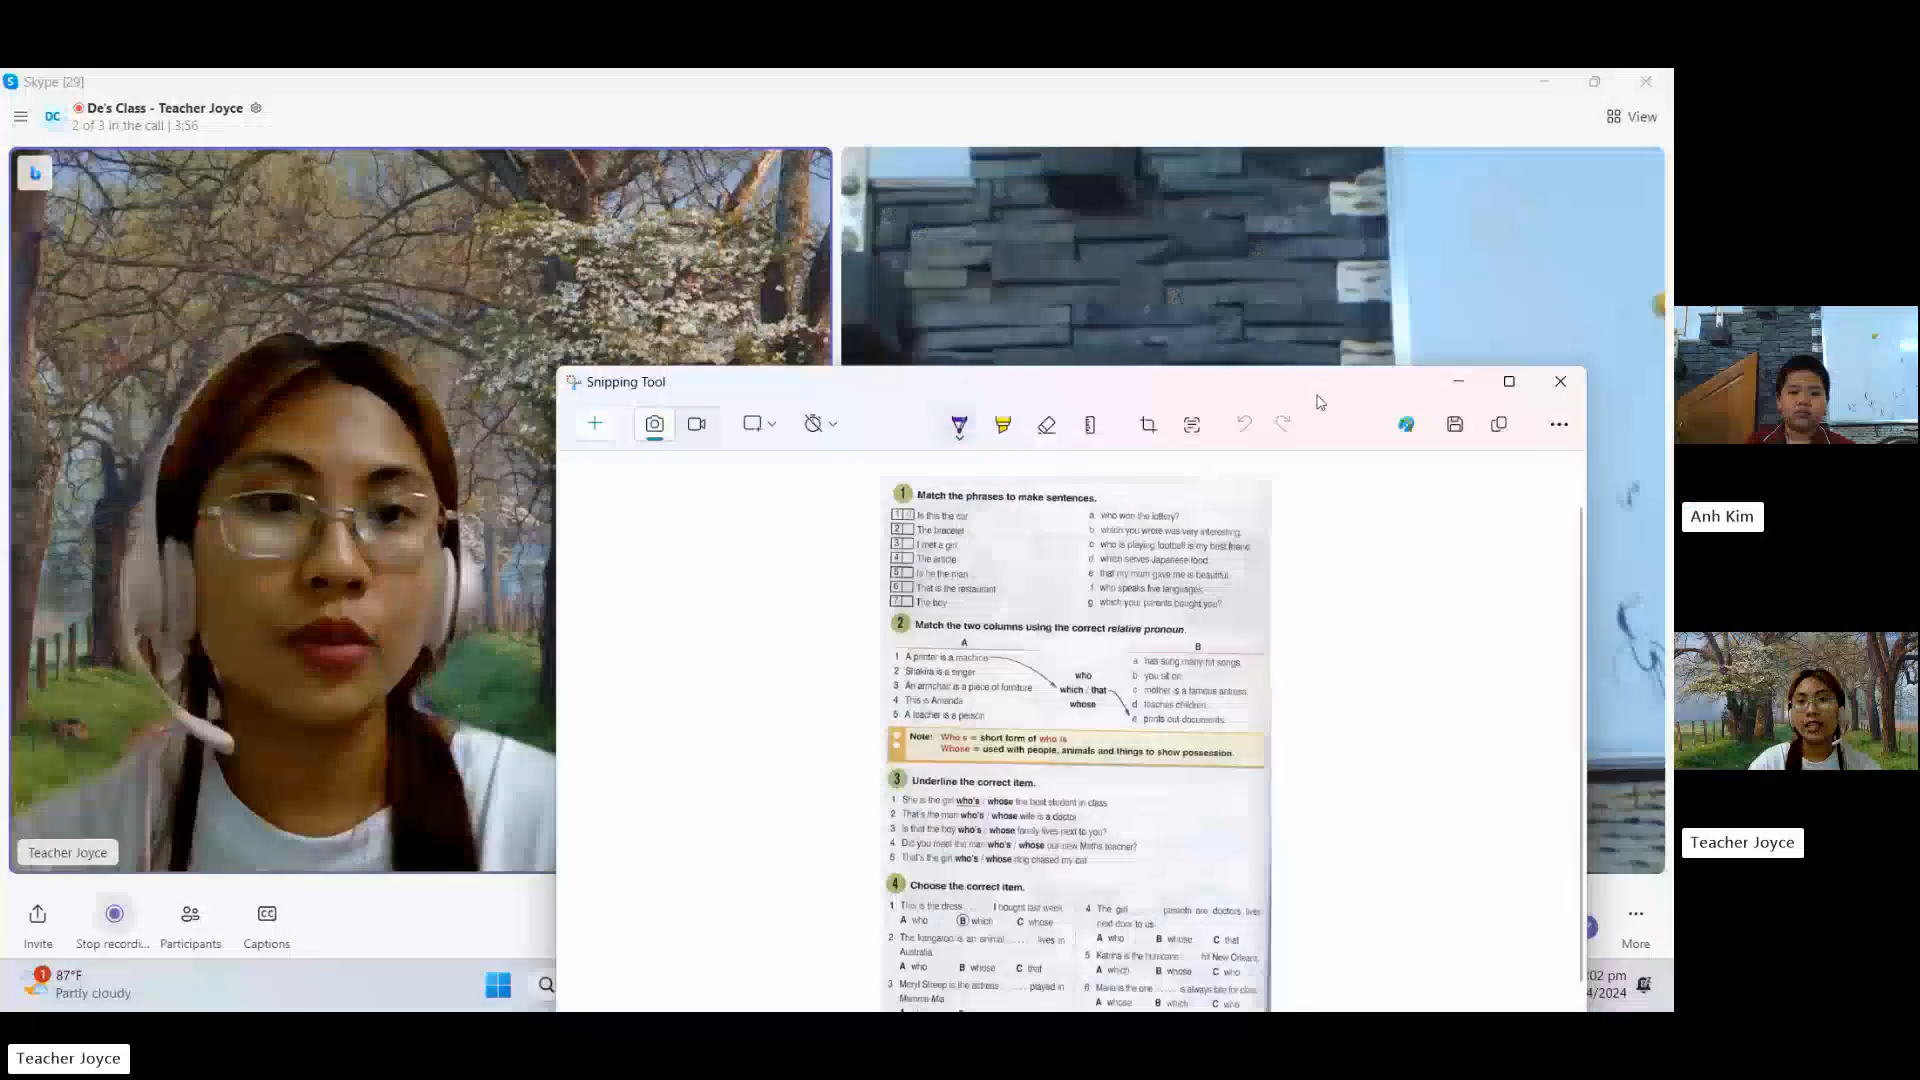 Skype [29]
DC
De's Class - Teacher Joyce
2 of 3 in the call | 3:56
View
Teacher Joyce
Snipping Tool
1 Match the phrases to make sentences.
1 Is this the car
2 The bracelet
3 I met a girl
4 The article
5 Is he the man
6 That is the restaurant
7 The boy
a who won the lottery?
b which you wrote was very interesting.
c who is playing football is my best friend.
d which serves Japanese food.
e that my mum gave me is beautiful.
f who speaks five languages.
g which your parents bought you?
2 Match the two columns using the correct relative pronoun.
A
1 A printer is a machine
2 Shakira is a singer
3 An armchair is a piece of furniture
4 This is Amanda
5 A teacher is a person
who
which / that
whose
B
a has sung many hit songs.
b you sit on.
c mother is a famous actress.
d teaches children.
e prints out documents.
Note: Who's = short form of who is
Whose = used with people, animals and things to show possession.
3 Underline the correct item.
1 She is the girl who's / whose the best student in class.
2 That's the man who's / whose wife is a doctor.
3 Is that the boy who's / whose family lives next to you?
4 Did you meet the man who's / whose our new Maths teacher?
5 That's the girl who's / whose dog chased my cat.
4 Choose the correct item.
1 This is the dress .... I bought last week.
A who B which C whose
2 The kangaroo is an animal ..... lives in
Australia.
A who B whose C that
3 Meryl Streep is the actress ..... played in
Mamma Mia
4 The girl ..... parents are doctors lives
next door to us.
A who B whose C that
5 Katrina is the hurricane ..... hit New Orleans.
A which B whose C who
6 Maria is the one ..... is always late for class.
A whose B which C who
Invite
Stop recordi...
Participants
Captions
More
1
87°F
Partly cloudy
:02 pm
4/2024
Anh Kim
Teacher Joyce
Teacher Joyce